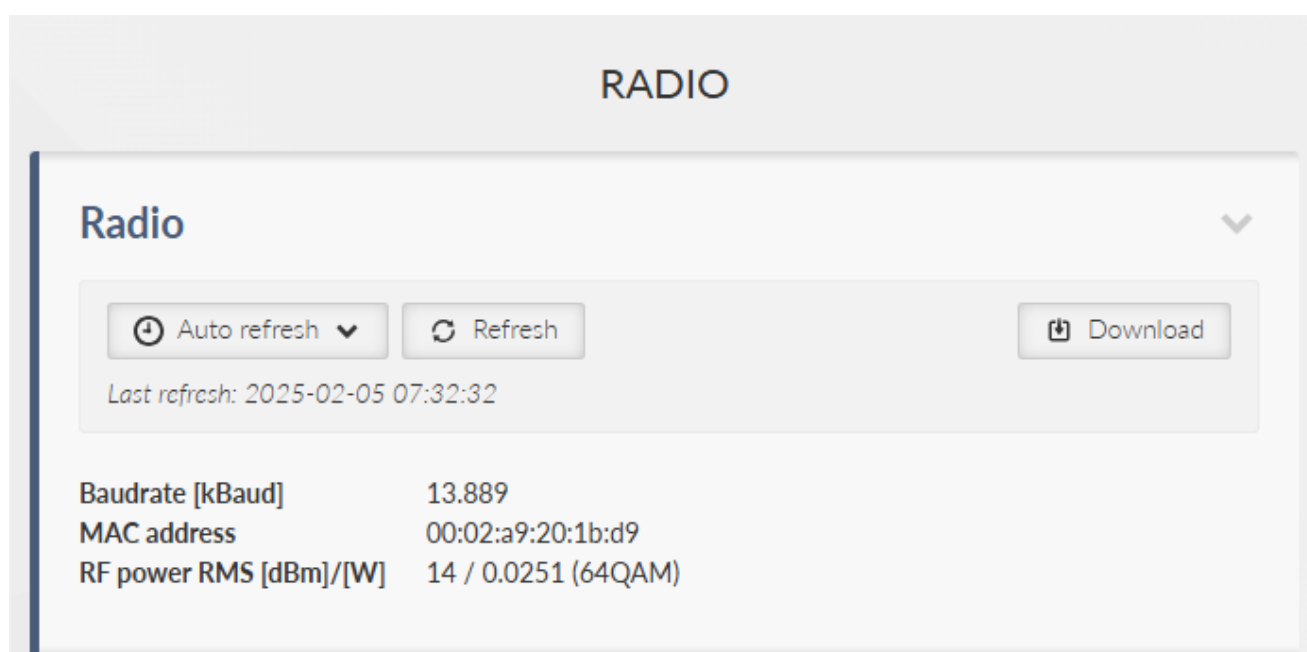 RADIO
Radio
Auto refresh Refresh Download
Last refresh: 2025-02-05 07:32:32
Baudrate [kBaud] 13.889
MAC address 00:02:a9:20:1b:d9
RF power RMS [dBm]/[W] 14 / 0.0251 (64QAM)